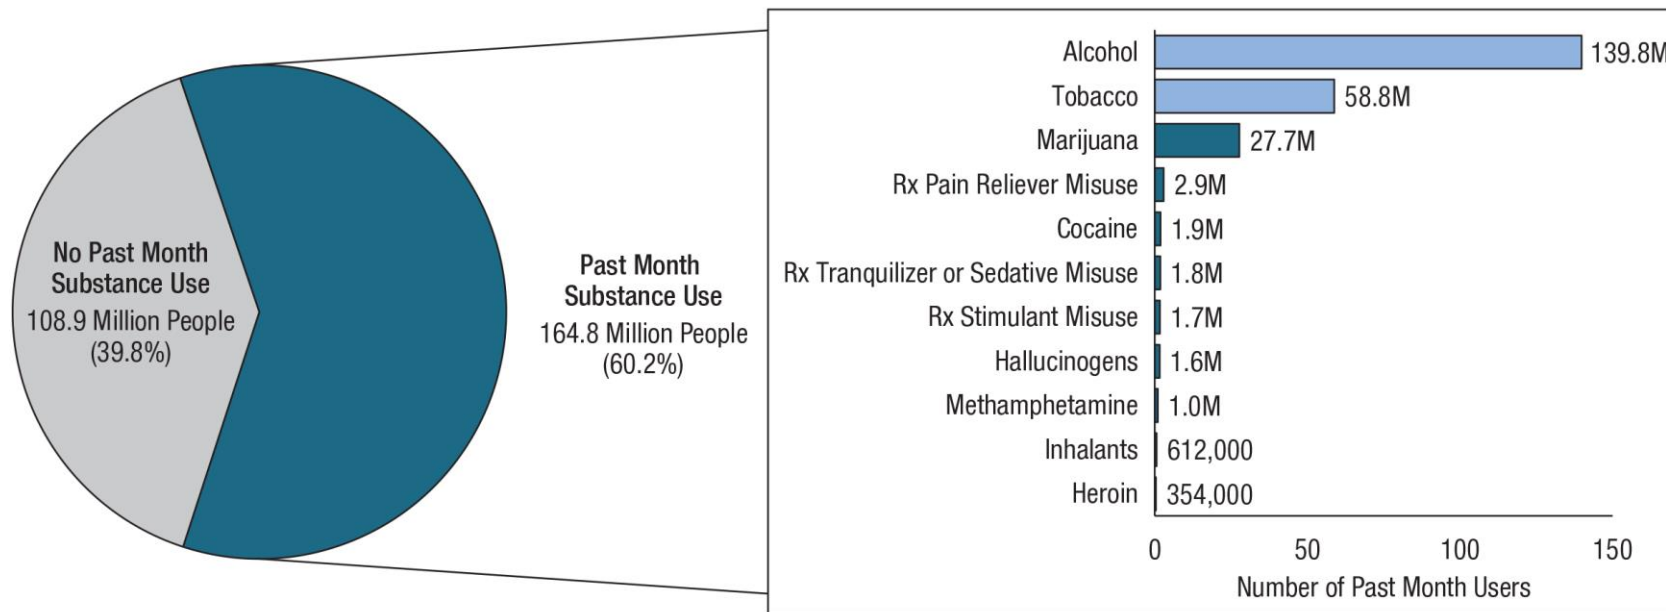 No Past Month
Substance Use
108.9 Million People
(39.8%)
Past Month
Substance Use
164.8 Million People
(60.2%)
Alcohol 139.8M
Tobacco 58.8M
Marijuana 27.7M
Rx Pain Reliever Misuse 2.9M
Cocaine 1.9M
Rx Tranquilizer or Sedative Misuse 1.8M
Rx Stimulant Misuse 1.7M
Hallucinogens 1.6M
Methamphetamine 1.0M
Inhalants 612,000
Heroin 354,000
0 50 100 150
Number of Past Month Users